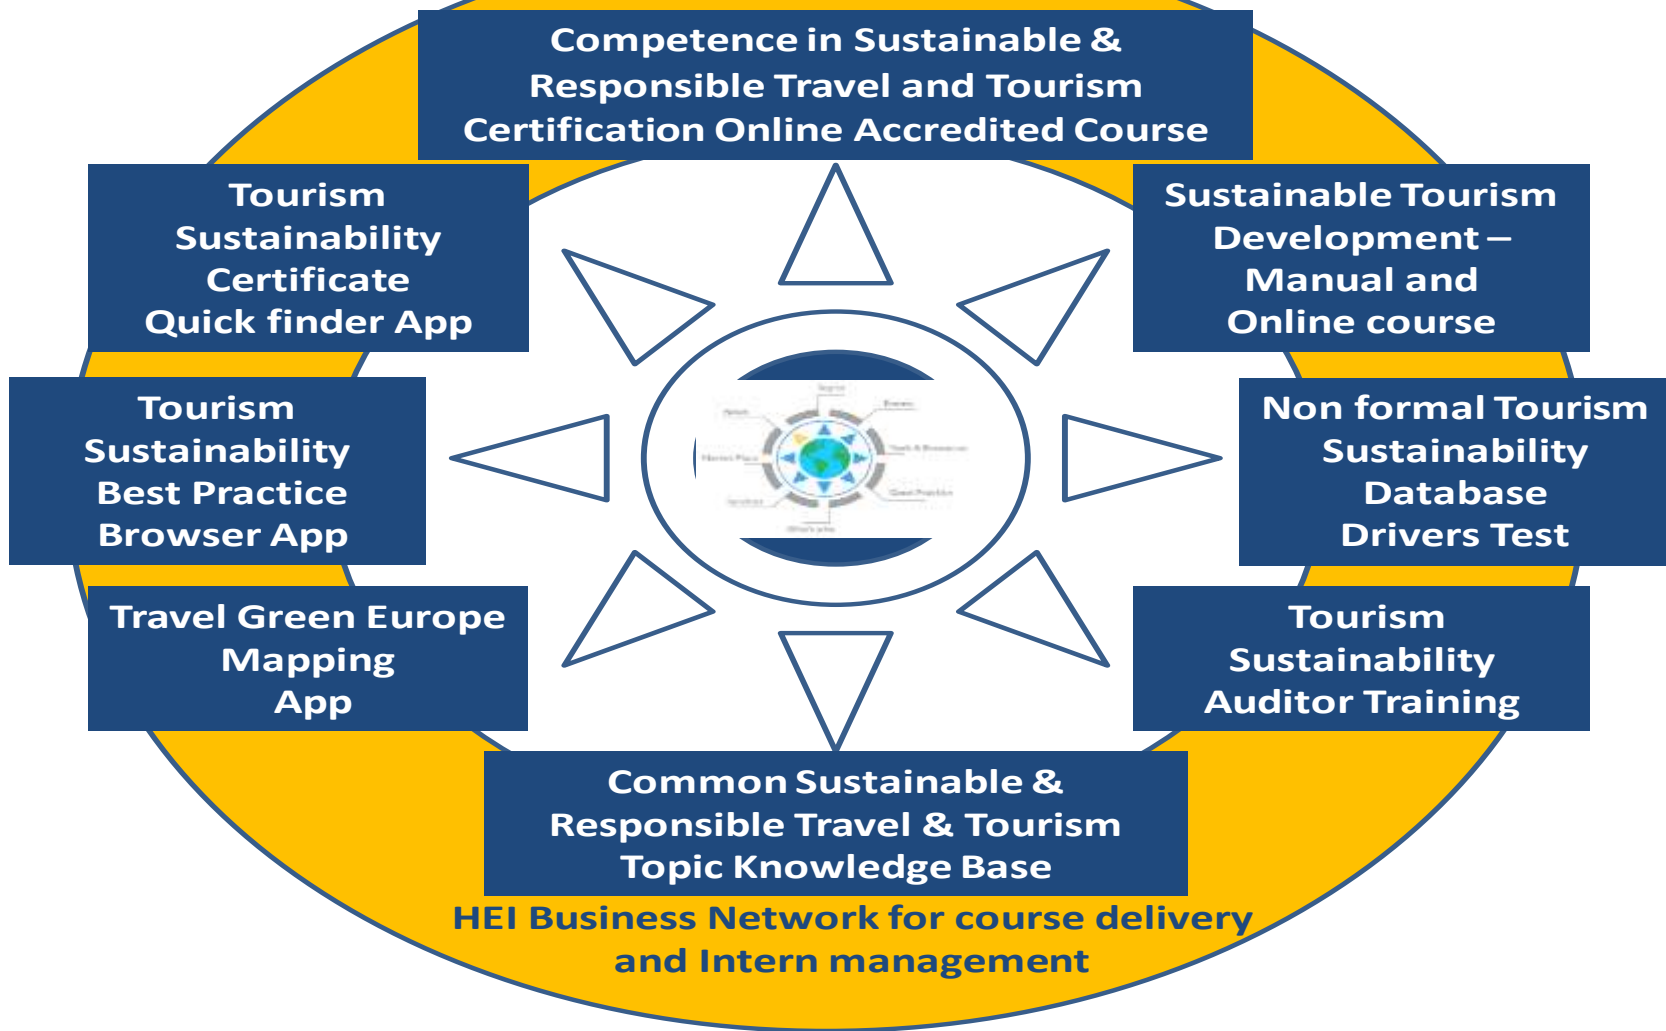 Competence in Sustainable &
Responsible Travel and Tourism
Certification Online Accredited Course
Tourism
Sustainability
Certificate
Quick finder App
Sustainable Tourism
Development –
Manual and
Online course
Tourism
Sustainability
Best Practice
Browser App
Non formal Tourism
Sustainability
Database
Drivers Test
Travel Green Europe
Mapping
App
Tourism
Sustainability
Auditor Training
Common Sustainable &
Responsible Travel & Tourism
Topic Knowledge Base
HEI Business Network for course delivery
and Intern management